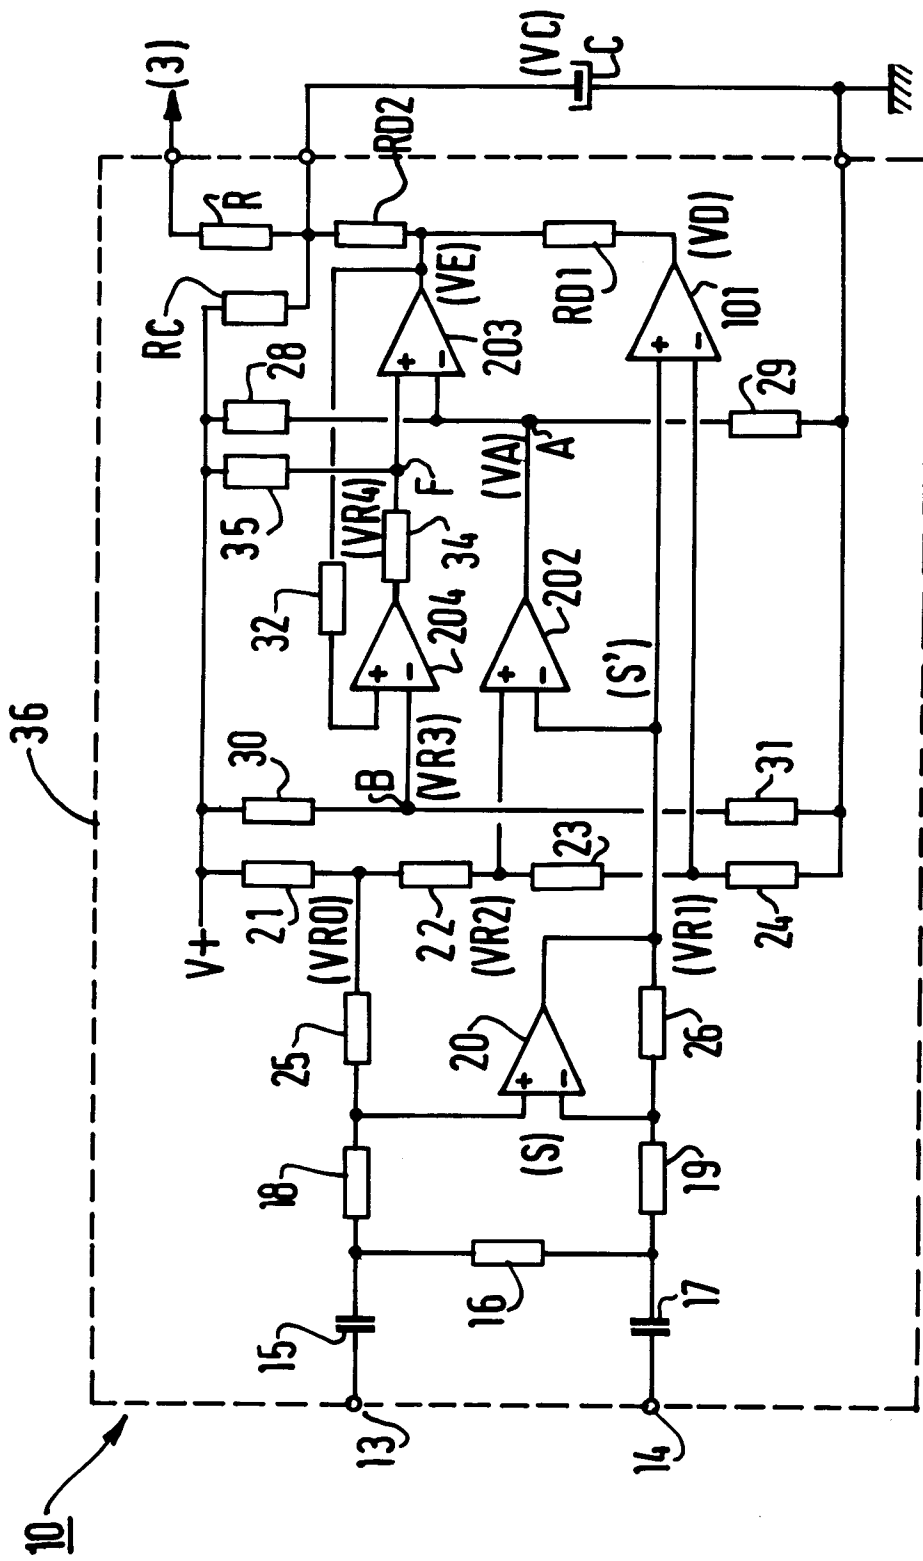 10
36
13
14
15
16
17
18
19
(S)
20
25
26
V+
21
(VR0)
22
(VR2)
23
(VR1)
24
30
B
(VR3)
31
32
204
34
(VR4)
F
35
28
RC
202
(S')
(VA)
A
29
203
(VE)
101
(VD)
RD1
RD2
R
(3)
(VC)
C
+
−
+
−
+
−
+
−
+
−